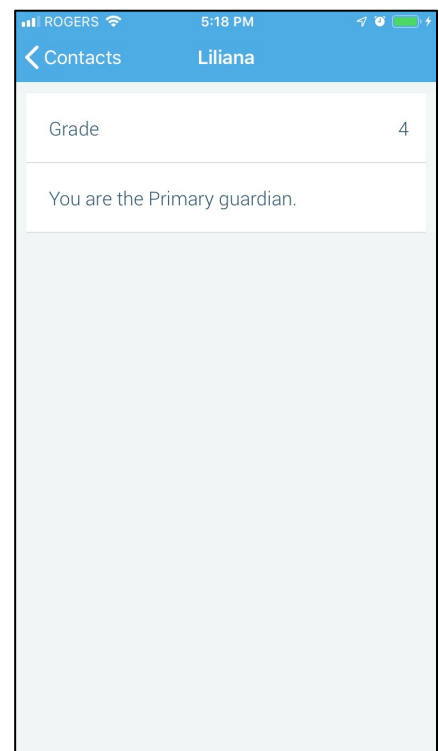 ROGERS 5:18 PM
Contacts Liliana
Grade 4
You are the Primary guardian.